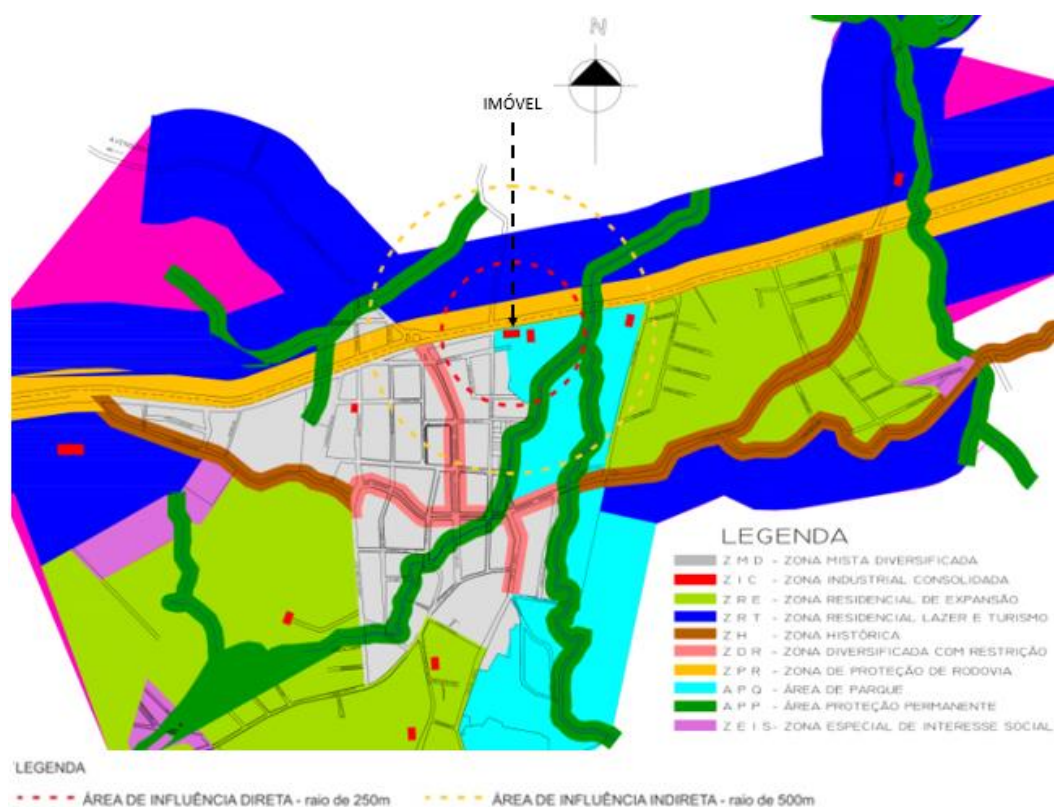 N
IMÓVEL
LEGENDA
Z M D - ZONA MISTA DIVERSIFICADA
Z I C - ZONA INDUSTRIAL CONSOLIDADA
Z R E - ZONA RESIDENCIAL DE EXPANSÃO
Z R T - ZONA RESIDENCIAL LAZER E TURISMO
Z H - ZONA HISTÓRICA
Z D R - ZONA DIVERSIFICADA COM RESTRIÇÃO
Z P R - ZONA DE PROTEÇÃO DE RODOVIA
A P Q - ÁREA DE PARQUE
A P P - ÁREA PROTEÇÃO PERMANENTE
Z E I S - ZONA ESPECIAL DE INTERESSE SOCIAL
LEGENDA
ÁREA DE INFLUÊNCIA DIRETA - raio de 250m
ÁREA DE INFLUÊNCIA INDIRETA - raio de 500m